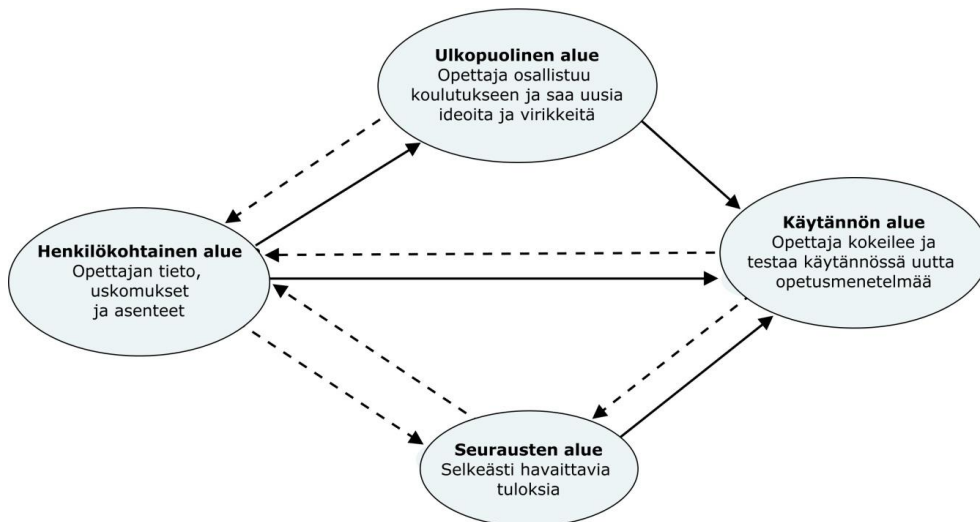 Ulkopuolinen alue
Opettaja osallistuu
koulutukseen ja saa uusia
ideoita ja virikkeitä
Henkilökohtainen alue
Opettajan tieto,
uskomukset
ja asenteet
Käytännön alue
Opettaja kokeilee ja
testaa käytännössä uutta
opetusmenetelmää
Seurausten alue
Selkeästi havaittavia
tuloksia